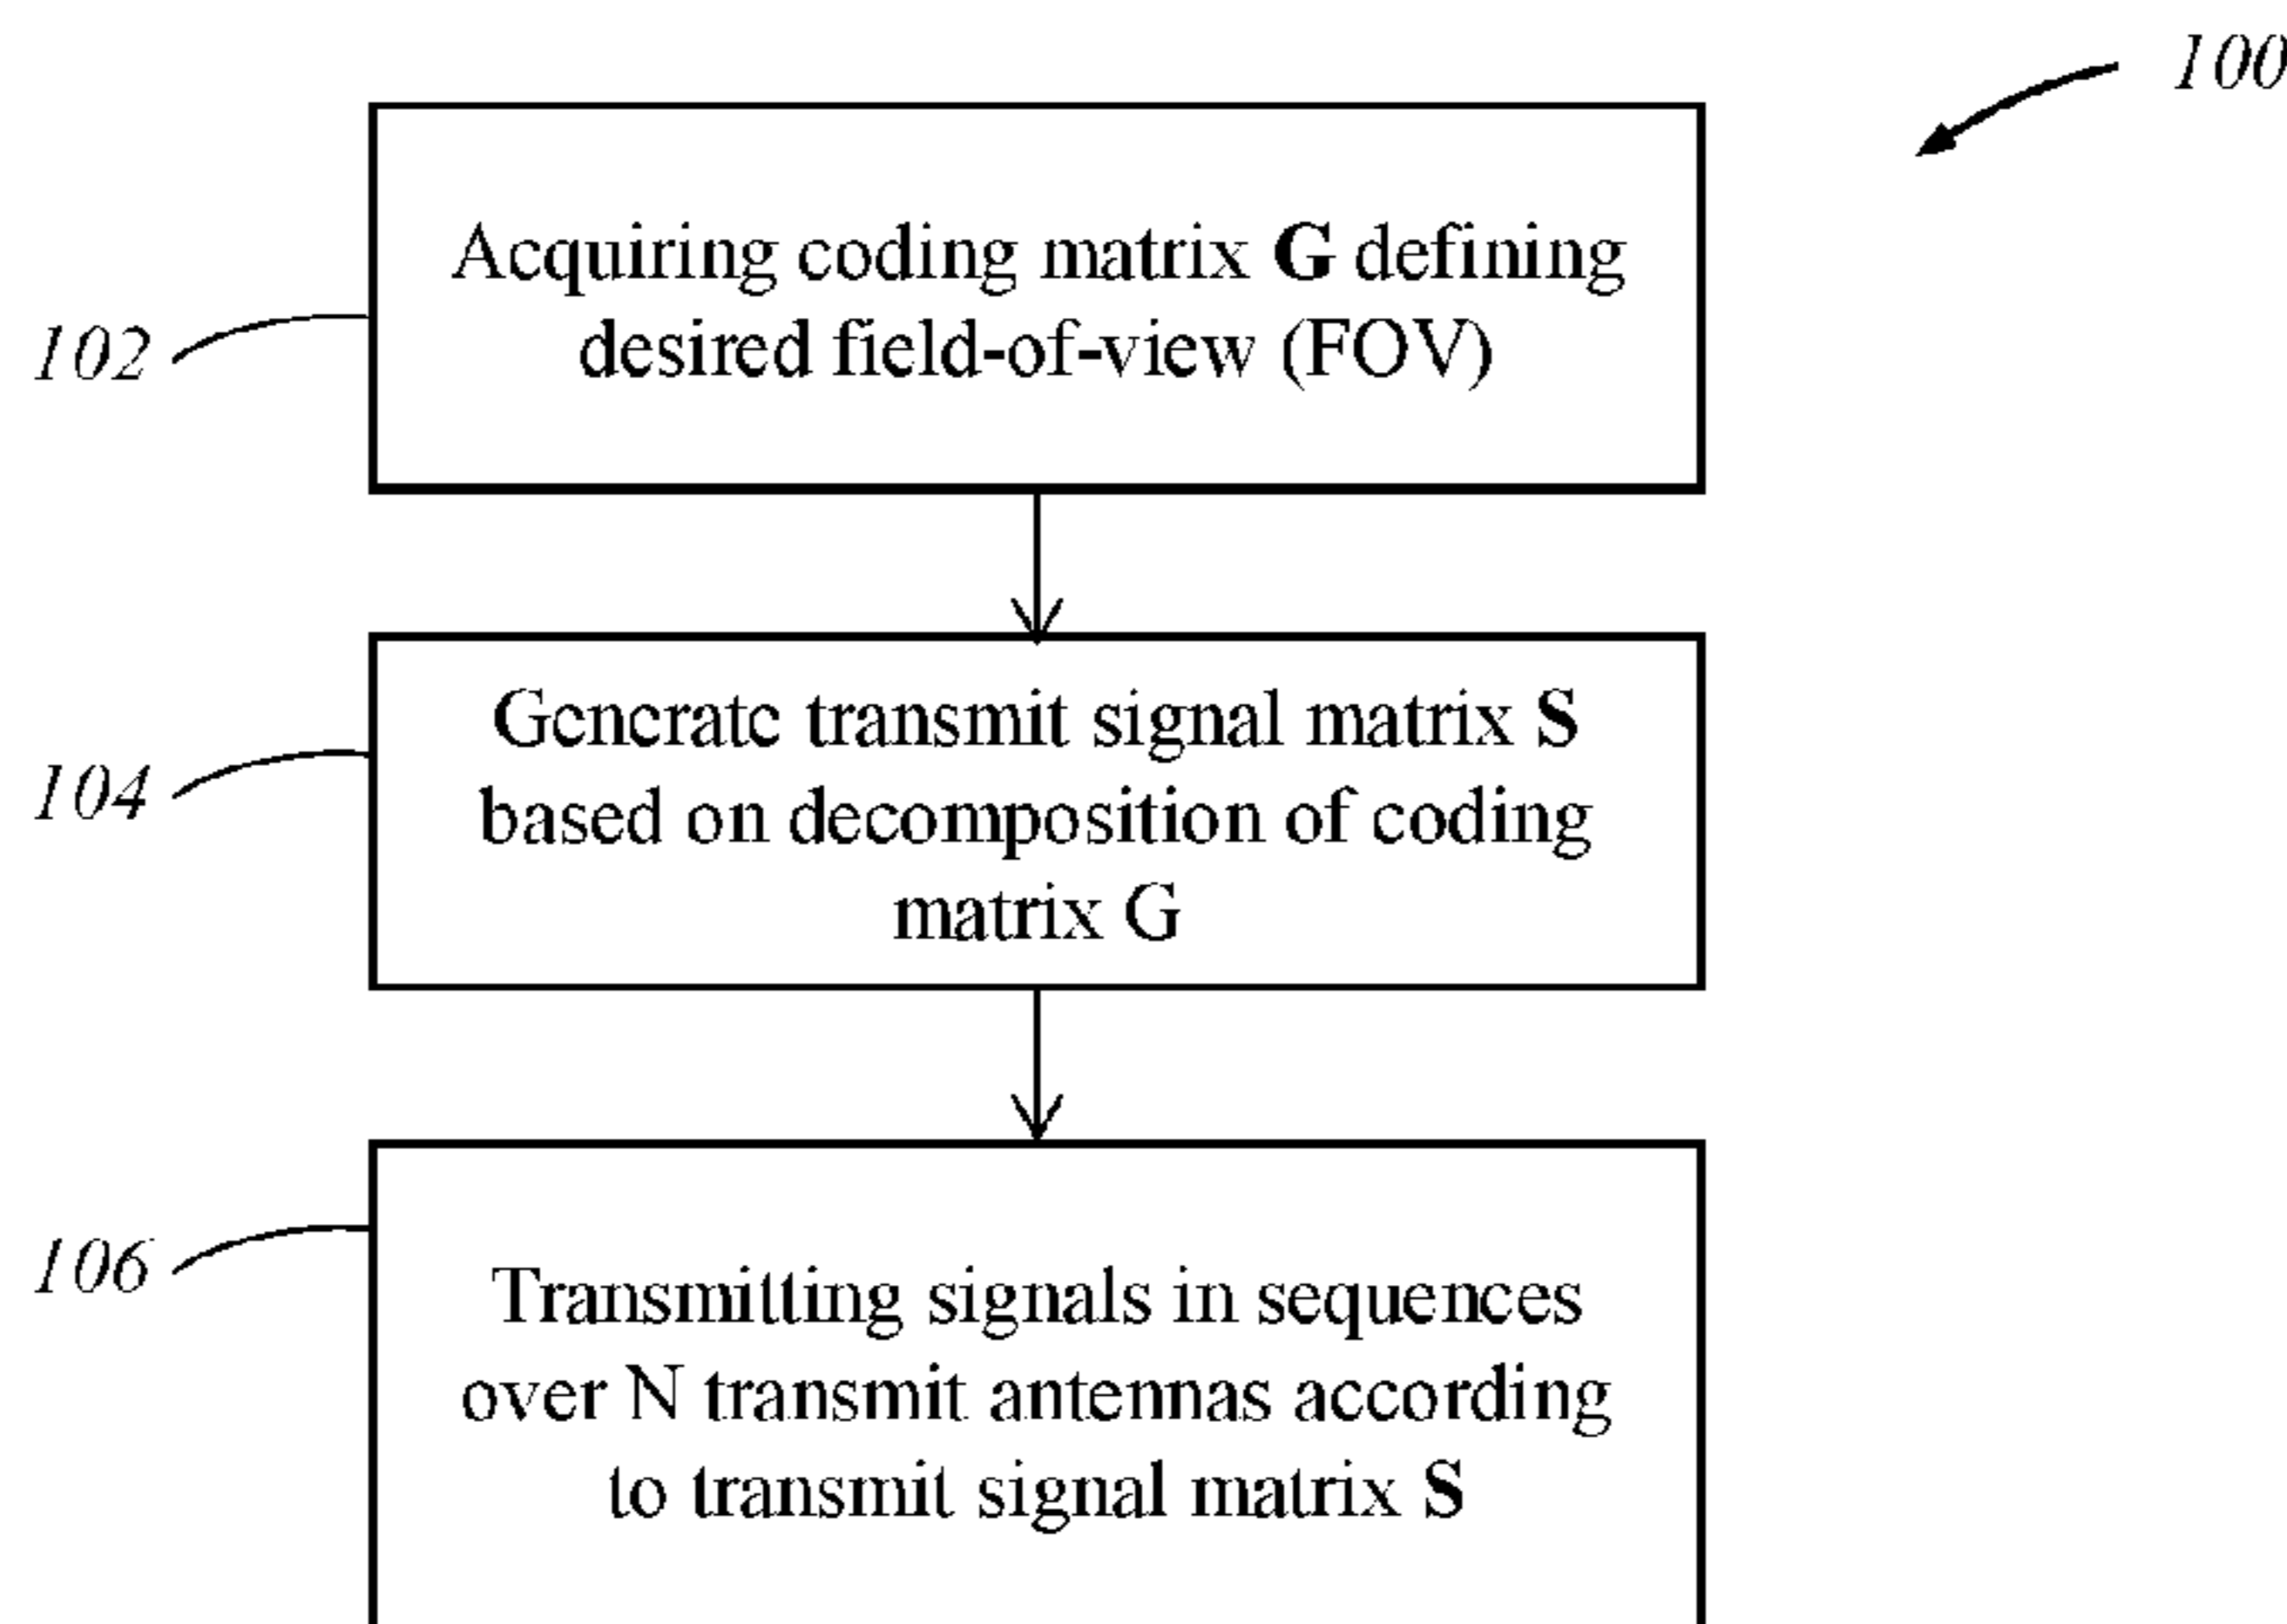 100
Acquiring coding matrix G defining
desired field-of-view (FOV)
102
Generate transmit signal matrix S
based on decomposition of coding
matrix G
104
106
Transmitting signals in sequences
over N transmit antennas according
to transmit signal matrix S